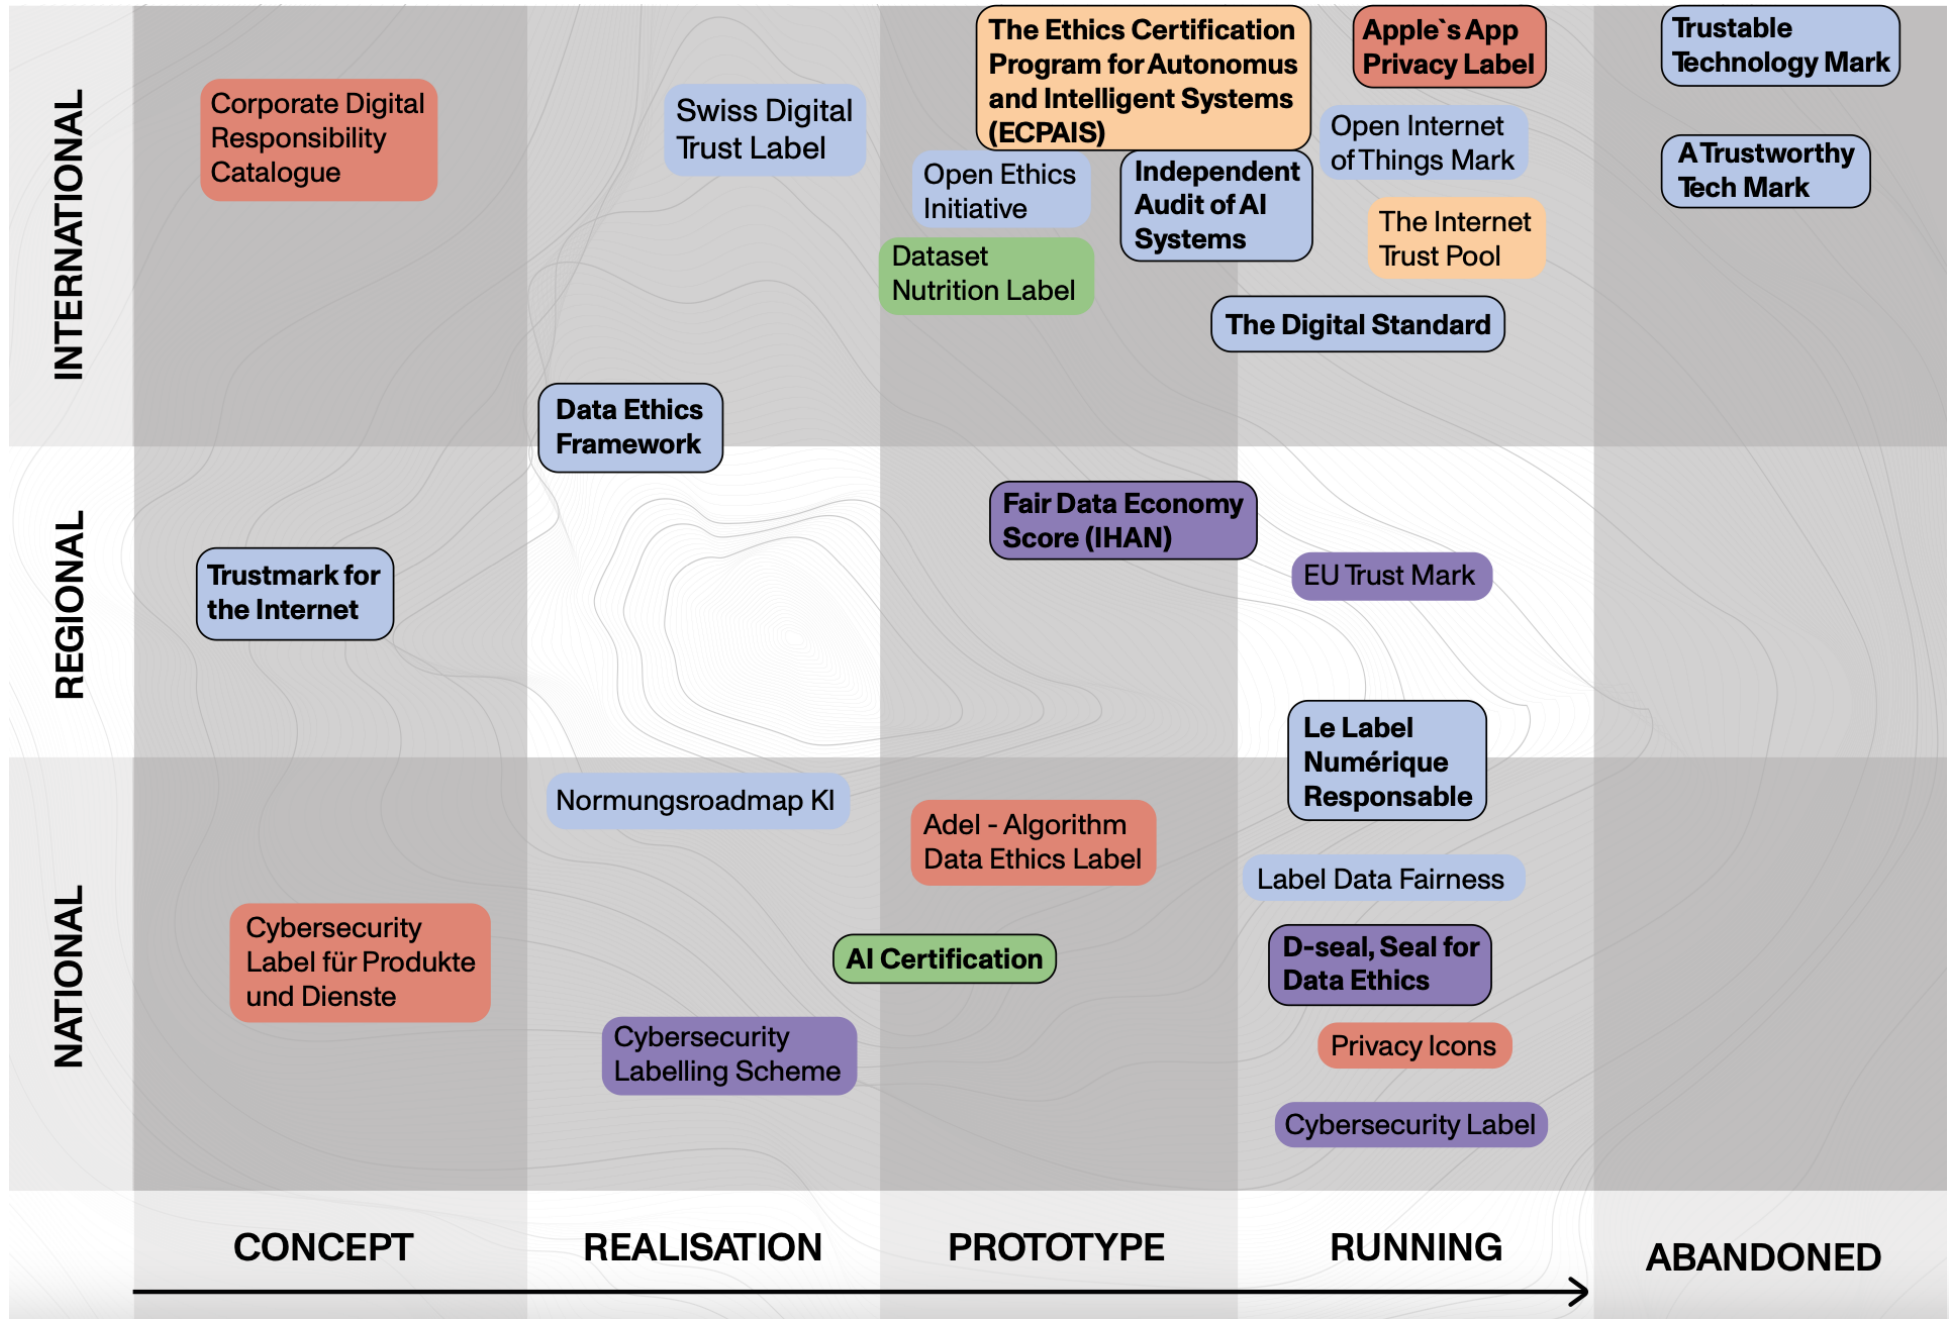 INTERNATIONAL
Corporate Digital
Responsibility
Catalogue
Swiss Digital
Trust Label
The Ethics Certification
Program for Autonomus
and Intelligent Systems
(ECPAIS)
Open Ethics
Initiative
Independent
Audit of AI
Systems
Dataset
Nutrition Label
Apple`s App
Privacy Label
Open Internet
of Things Mark
The Internet
Trust Pool
The Digital Standard
Trustable
Technology Mark
A Trustworthy
Tech Mark
Data Ethics
Framework
REGIONAL
Trustmark for
the Internet
Fair Data Economy
Score (IHAN)
EU Trust Mark
Le Label
Numérique
Responsable
NATIONAL
Normungsroadmap KI
Adel - Algorithm
Data Ethics Label
Label Data Fairness
Cybersecurity
Label für Produkte
und Dienste
AI Certification
D-seal, Seal for
Data Ethics
Cybersecurity
Labelling Scheme
Privacy Icons
Cybersecurity Label
CONCEPT
REALISATION
PROTOTYPE
RUNNING
ABANDONED